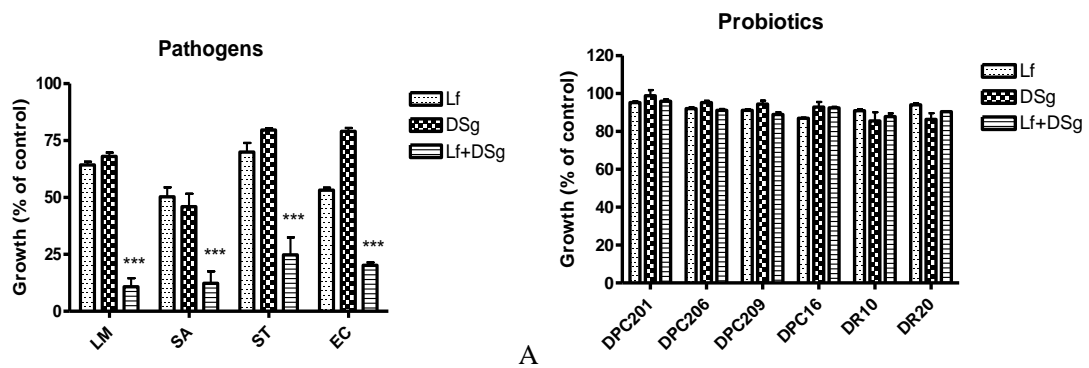 Pathogens
Growth (% of control)
100
75
50
25
0
***
***
***
***
LM
SA
ST
EC
Lf
DSg
Lf+DSg
A
Probiotics
Growth (% of control)
120
100
80
60
40
20
0
DPC201
DPC206
DPC209
DPC16
DR10
DR20
Lf
DSg
Lf+DSg